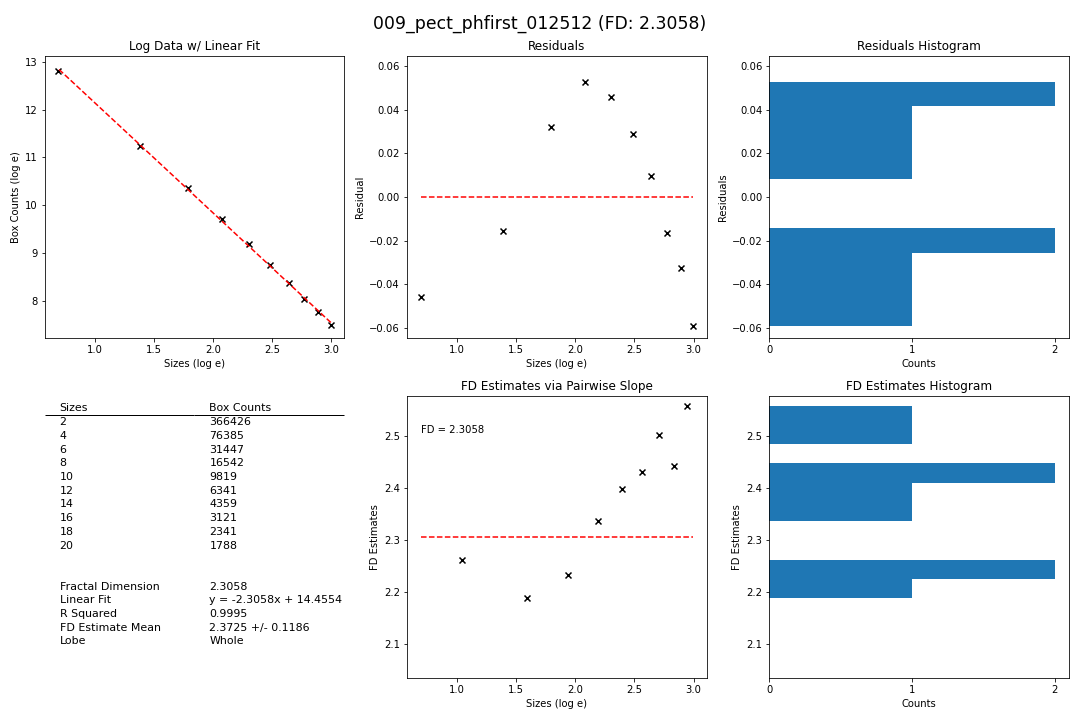 009_pect_phfirst_012512 (FD: 2.3058)
Log Data w/ Linear Fit
Box Counts (log e)
13
12
11
10
9
8
1.0 1.5 2.0 2.5 3.0
Sizes (log e)
Residuals
Residual
0.06
0.04
0.02
0.00
−0.02
−0.04
−0.06
1.0 1.5 2.0 2.5 3.0
Sizes (log e)
Residuals Histogram
Residuals
0.06
0.04
0.02
0.00
−0.02
−0.04
−0.06
0 1 2
Counts
Sizes Box Counts
2 366426
4 76385
6 31447
8 16542
10 9819
12 6341
14 4359
16 3121
18 2341
20 1788
Fractal Dimension 2.3058
Linear Fit y = -2.3058x + 14.4554
R Squared 0.9995
FD Estimate Mean 2.3725 +/- 0.1186
Lobe Whole
FD Estimates via Pairwise Slope
FD Estimates
FD = 2.3058
2.5
2.4
2.3
2.2
2.1
1.0 1.5 2.0 2.5 3.0
Sizes (log e)
FD Estimates Histogram
FD Estimates
2.5
2.4
2.3
2.2
2.1
0 1 2
Counts